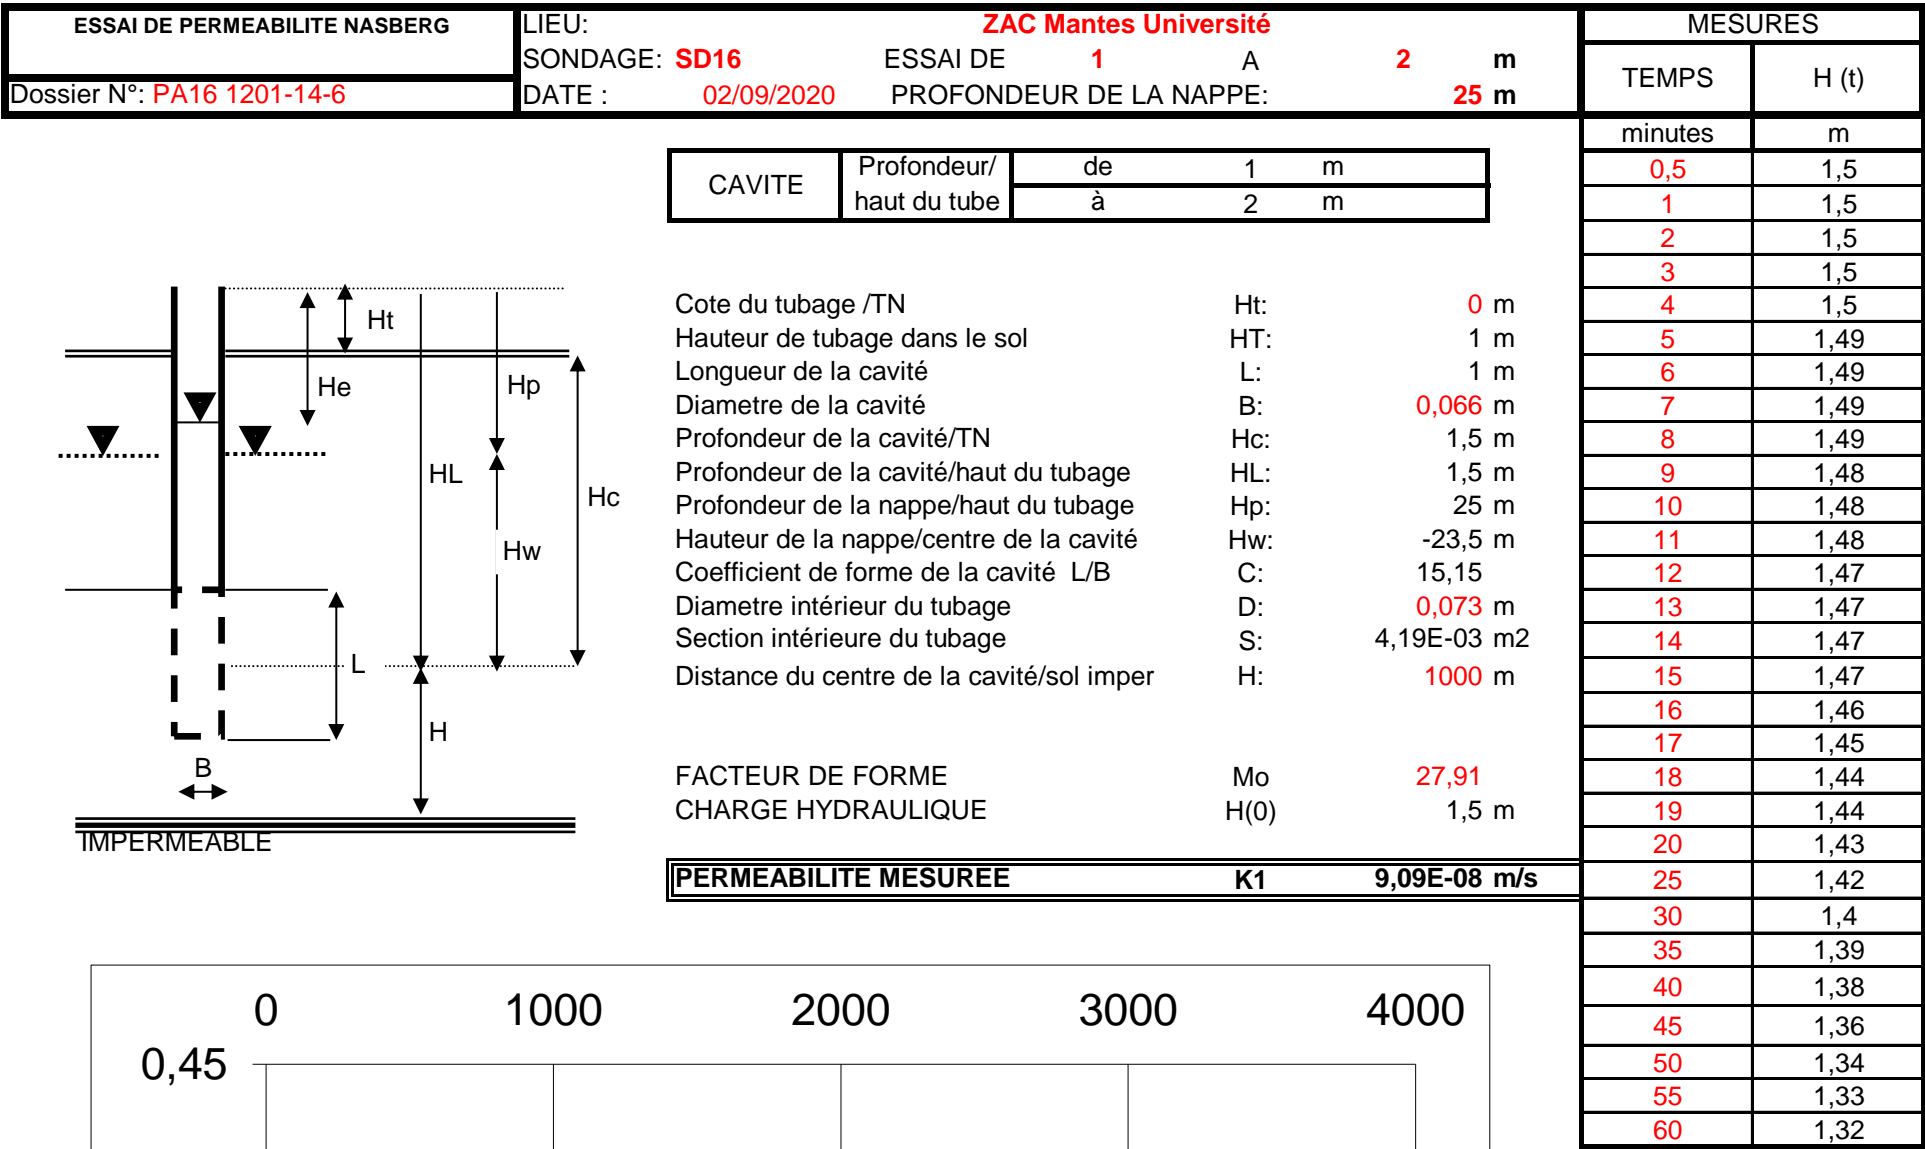 ESSAI DE PERMEABILITE NASBERG
LIEU: ZAC Mantes Université
SONDAGE: SD16 ESSAI DE 1 A 2 m
Dossier N°: PA16 1201-14-6
DATE : 02/09/2020 PROFONDEUR DE LA NAPPE: 25 m
MESURES
TEMPS H (t)
minutes m
0,5 1,5
1 1,5
2 1,5
3 1,5
4 1,5
5 1,49
6 1,49
7 1,49
8 1,49
9 1,48
10 1,48
11 1,48
12 1,47
13 1,47
14 1,47
15 1,47
16 1,46
17 1,45
18 1,44
19 1,44
20 1,43
25 1,42
30 1,4
35 1,39
40 1,38
45 1,36
50 1,34
55 1,33
60 1,32
CAVITE
Profondeur/ de 1 m
haut du tube à 2 m
Ht
He
Hp
HL
Hc
Hw
L
H
B
IMPERMEABLE
Cote du tubage /TN Ht: 0 m
Hauteur de tubage dans le sol HT: 1 m
Longueur de la cavité L: 1 m
Diametre de la cavité B: 0,066 m
Profondeur de la cavité/TN Hc: 1,5 m
Profondeur de la cavité/haut du tubage HL: 1,5 m
Profondeur de la nappe/haut du tubage Hp: 25 m
Hauteur de la nappe/centre de la cavité Hw: -23,5 m
Coefficient de forme de la cavité L/B C: 15,15
Diametre intérieur du tubage D: 0,073 m
Section intérieure du tubage S: 4,19E-03 m2
Distance du centre de la cavité/sol imper H: 1000 m
FACTEUR DE FORME Mo 27,91
CHARGE HYDRAULIQUE H(0) 1,5 m
PERMEABILITE MESUREE K1 9,09E-08 m/s
0 1000 2000 3000 4000
0,45